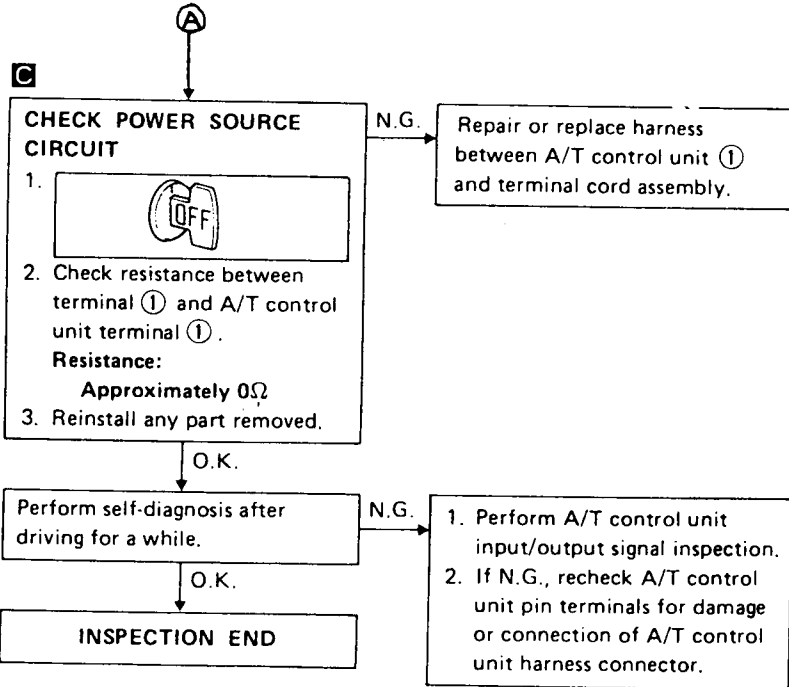 A
C
CHECK POWER SOURCE
CIRCUIT
1.
OFF
2. Check resistance between
terminal ① and A/T control
unit terminal ①.
Resistance:
Approximately 0Ω
3. Reinstall any part removed.
N.G.
Repair or replace harness
between A/T control unit ①
and terminal cord assembly.
O.K.
Perform self-diagnosis after
driving for a while.
N.G.
1. Perform A/T control unit
input/output signal inspection.
2. If N.G., recheck A/T control
unit pin terminals for damage
or connection of A/T control
unit harness connector.
O.K.
INSPECTION END